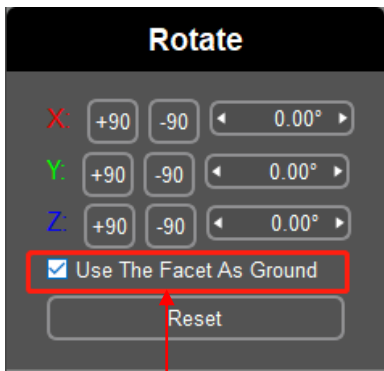 Rotate
X: +90 -90 0.00°
Y: +90 -90 0.00°
Z: +90 -90 0.00°
Use The Facet As Ground
Reset